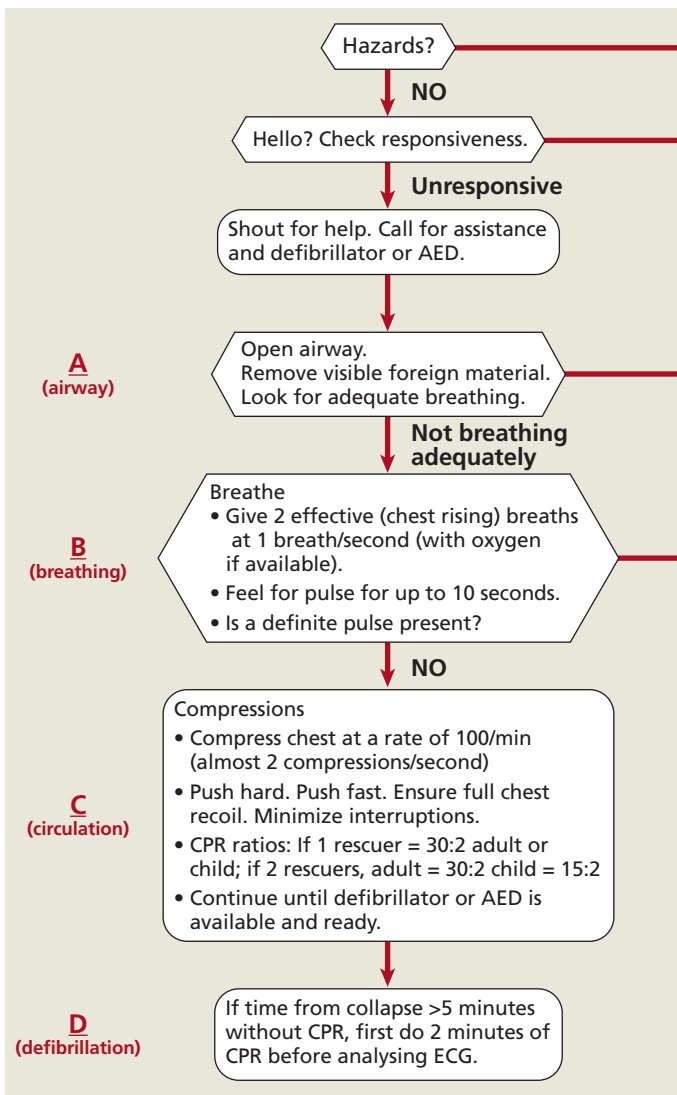 Hazards?
NO
Hello? Check responsiveness.
Unresponsive
Shout for help. Call for assistance
and defibrillator or AED.
A
(airway)
Open airway.
Remove visible foreign material.
Look for adequate breathing.
Not breathing
adequately
B
(breathing)
Breathe
• Give 2 effective (chest rising) breaths
at 1 breath/second (with oxygen
if available).
• Feel for pulse for up to 10 seconds.
• Is a definite pulse present?
NO
C
(circulation)
Compressions
• Compress chest at a rate of 100/min
(almost 2 compressions/second)
• Push hard. Push fast. Ensure full chest
recoil. Minimize interruptions.
• CPR ratios: If 1 rescuer = 30:2 adult or
child; if 2 rescuers, adult = 30:2 child = 15:2
• Continue until defibrillator or AED is
available and ready.
D
(defibrillation)
If time from collapse >5 minutes
without CPR, first do 2 minutes of
CPR before analysing ECG.